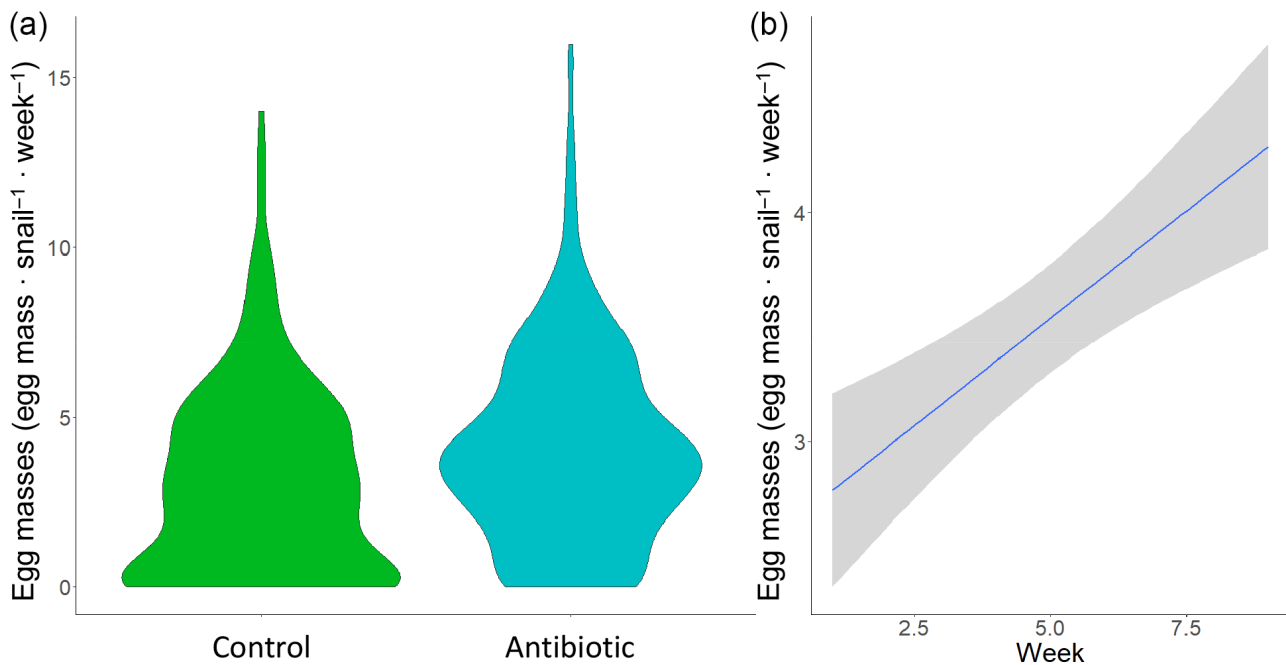 (a)
Egg masses (egg mass · snail⁻¹ · week⁻¹)
15
10
5
0
Control
Antibiotic
(b)
Egg masses (egg mass · snail⁻¹ · week⁻¹)
4
3
2.5
5.0
7.5
Week